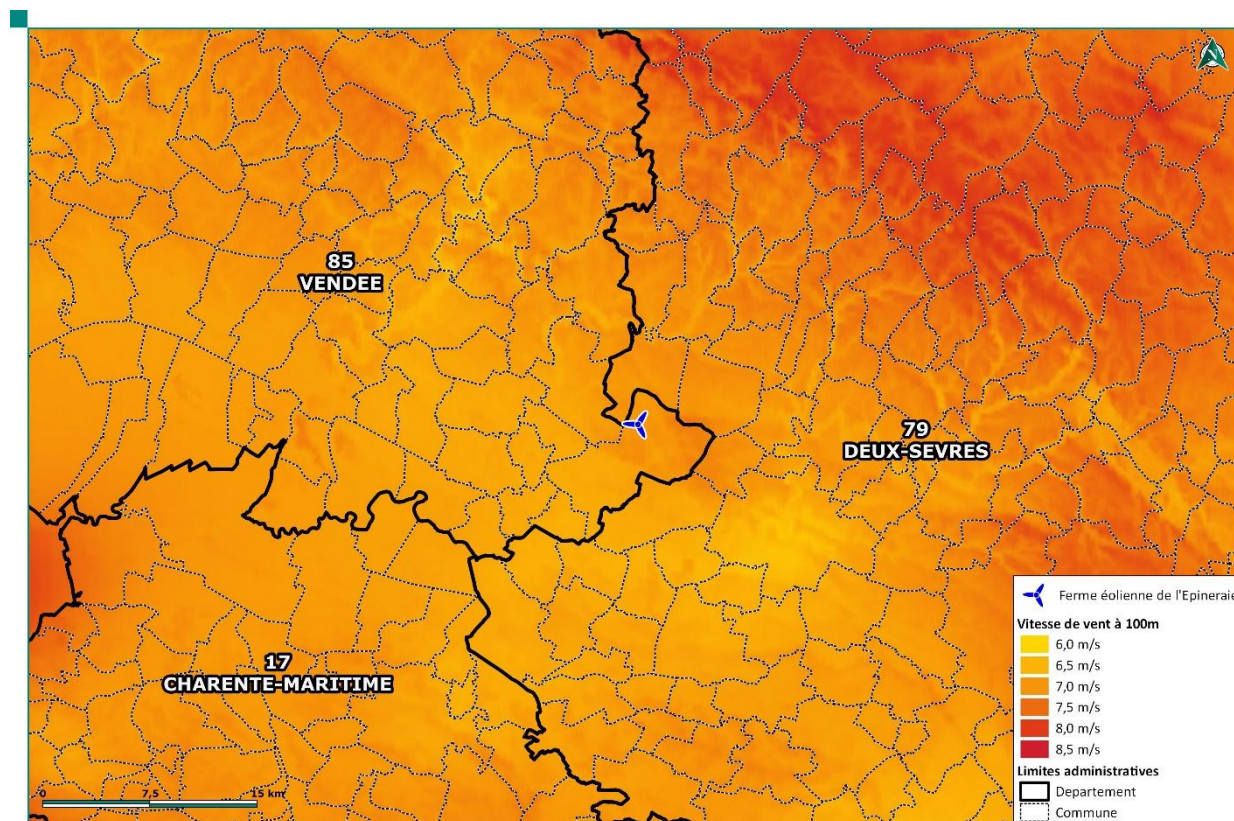 85
VENDEE
79
DEUX-SEVRES
17
CHARENTE-MARITIME
0 7,5 15 km
Ferme éolienne de l'Epineraie
Vitesse de vent à 100m
6,0 m/s
6,5 m/s
7,0 m/s
7,5 m/s
8,0 m/s
8,5 m/s
Limites administratives
Departement
Commune